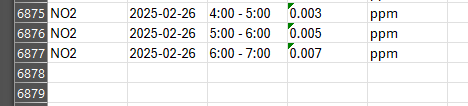 6875 NO2 2025-02-26 4:00 - 5:00 0.003 ppm
6876 NO2 2025-02-26 5:00 - 6:00 0.005 ppm
6877 NO2 2025-02-26 6:00 - 7:00 0.007 ppm
6878
6879